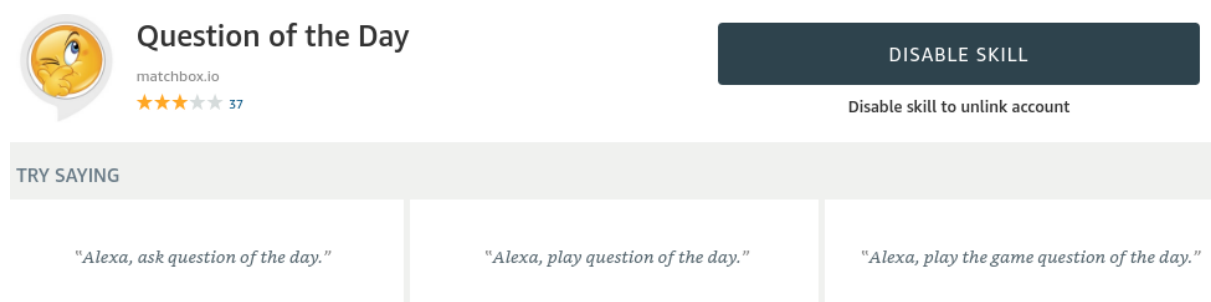 Question of the Day
matchbox.io
37
DISABLE SKILL
Disable skill to unlink account
TRY SAYING
"Alexa, ask question of the day."
"Alexa, play question of the day."
"Alexa, play the game question of the day."